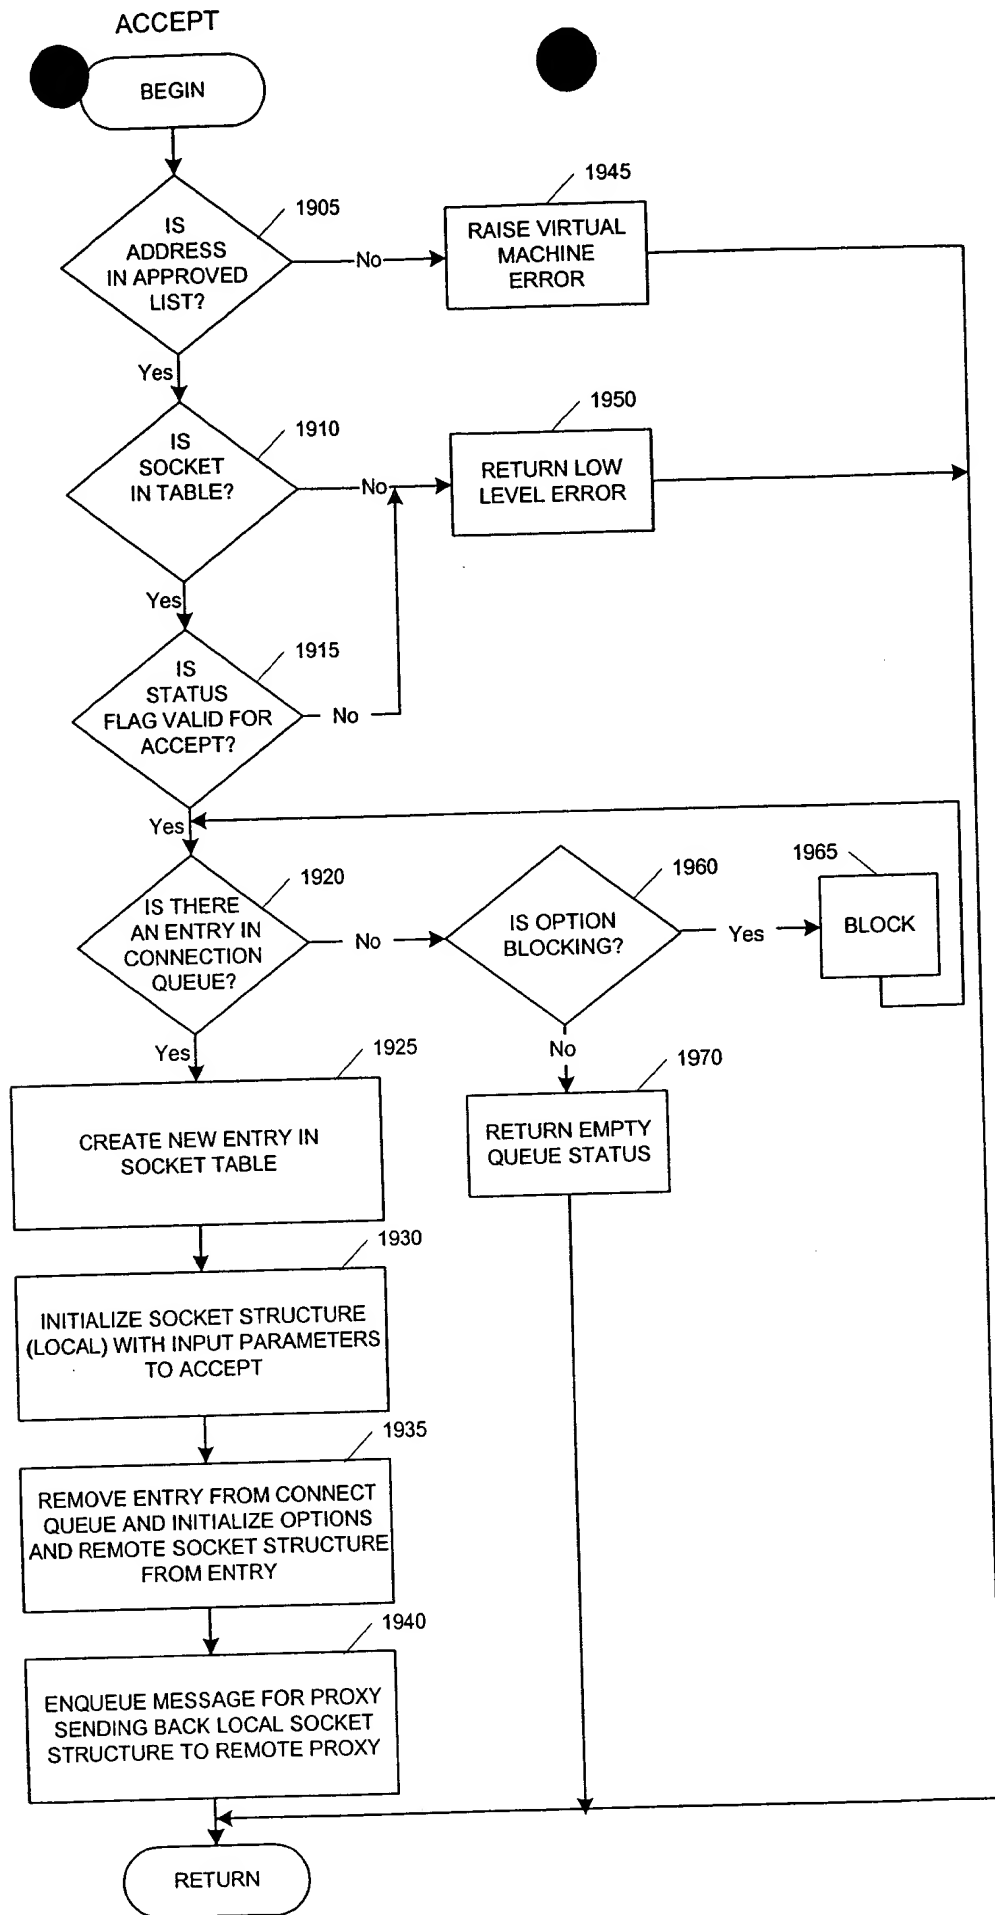 ACCEPT
BEGIN
1905
IS
ADDRESS
IN APPROVED
LIST?
No
1945
RAISE VIRTUAL
MACHINE
ERROR
Yes
1910
IS
SOCKET
IN TABLE?
No
1950
RETURN LOW
LEVEL ERROR
Yes
1915
IS
STATUS
FLAG VALID FOR
ACCEPT?
No
Yes
1920
IS THERE
AN ENTRY IN
CONNECTION
QUEUE?
No
1960
IS OPTION
BLOCKING?
Yes
1965
BLOCK
No
1970
RETURN EMPTY
QUEUE STATUS
Yes
1925
CREATE NEW ENTRY IN
SOCKET TABLE
1930
INITIALIZE SOCKET STRUCTURE
(LOCAL) WITH INPUT PARAMETERS
TO ACCEPT
1935
REMOVE ENTRY FROM CONNECT
QUEUE AND INITIALIZE OPTIONS
AND REMOTE SOCKET STRUCTURE
FROM ENTRY
1940
ENQUEUE MESSAGE FOR PROXY
SENDING BACK LOCAL SOCKET
STRUCTURE TO REMOTE PROXY
RETURN